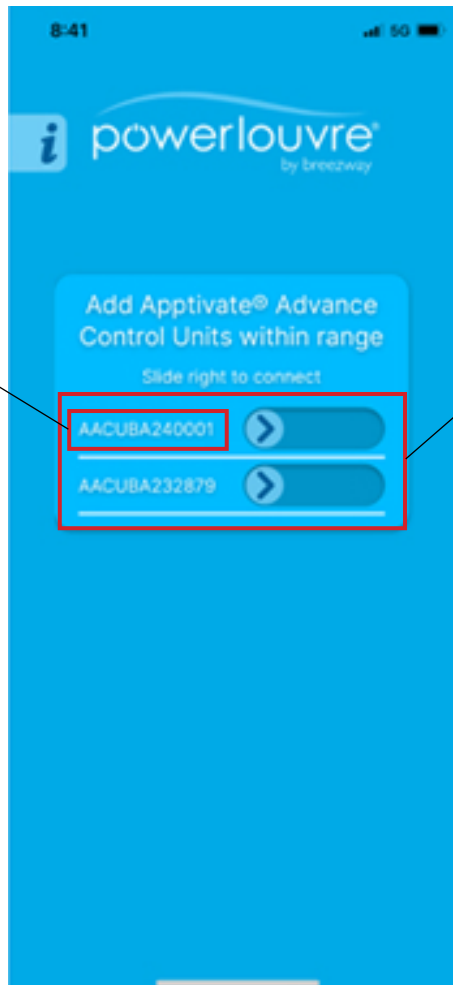 8:41
5G
i
powerlouvre®
by breezway
Add Apptivate® Advance
Control Units within range
Slide right to connect
AACUBA240001
AACUBA232879